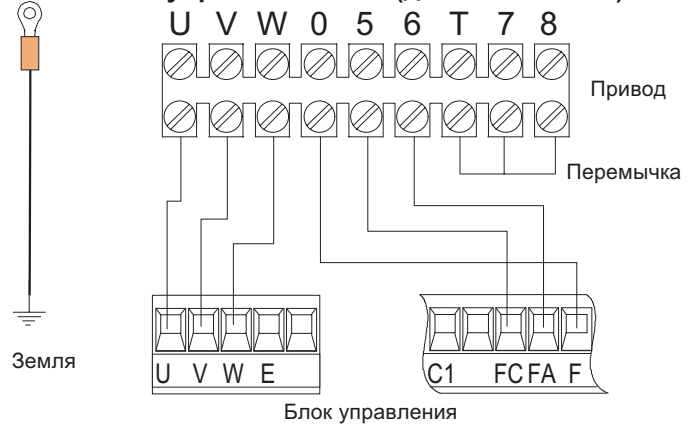 U V W 0 5 6 T 7 8
Привод
Перемычка
Земля
U V W E
C1 FC FA F
Блок управления